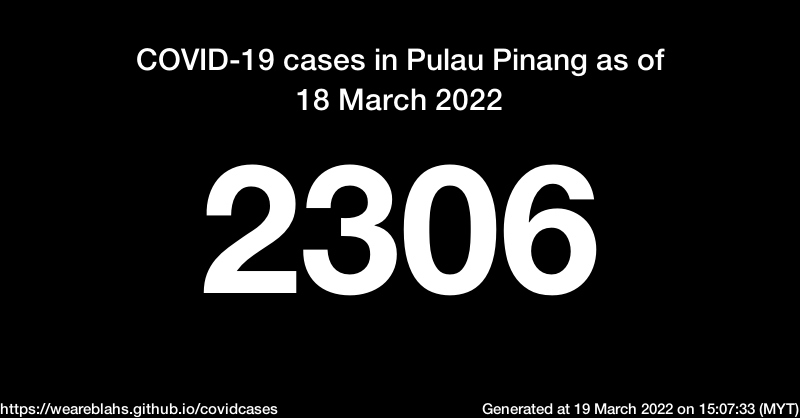 COVID-19 cases in Pulau Pinang as of
18 March 2022
2306
https://weareblahs.github.io/covidcases
Generated at 19 March 2022 on 15:07:33 (MYT)